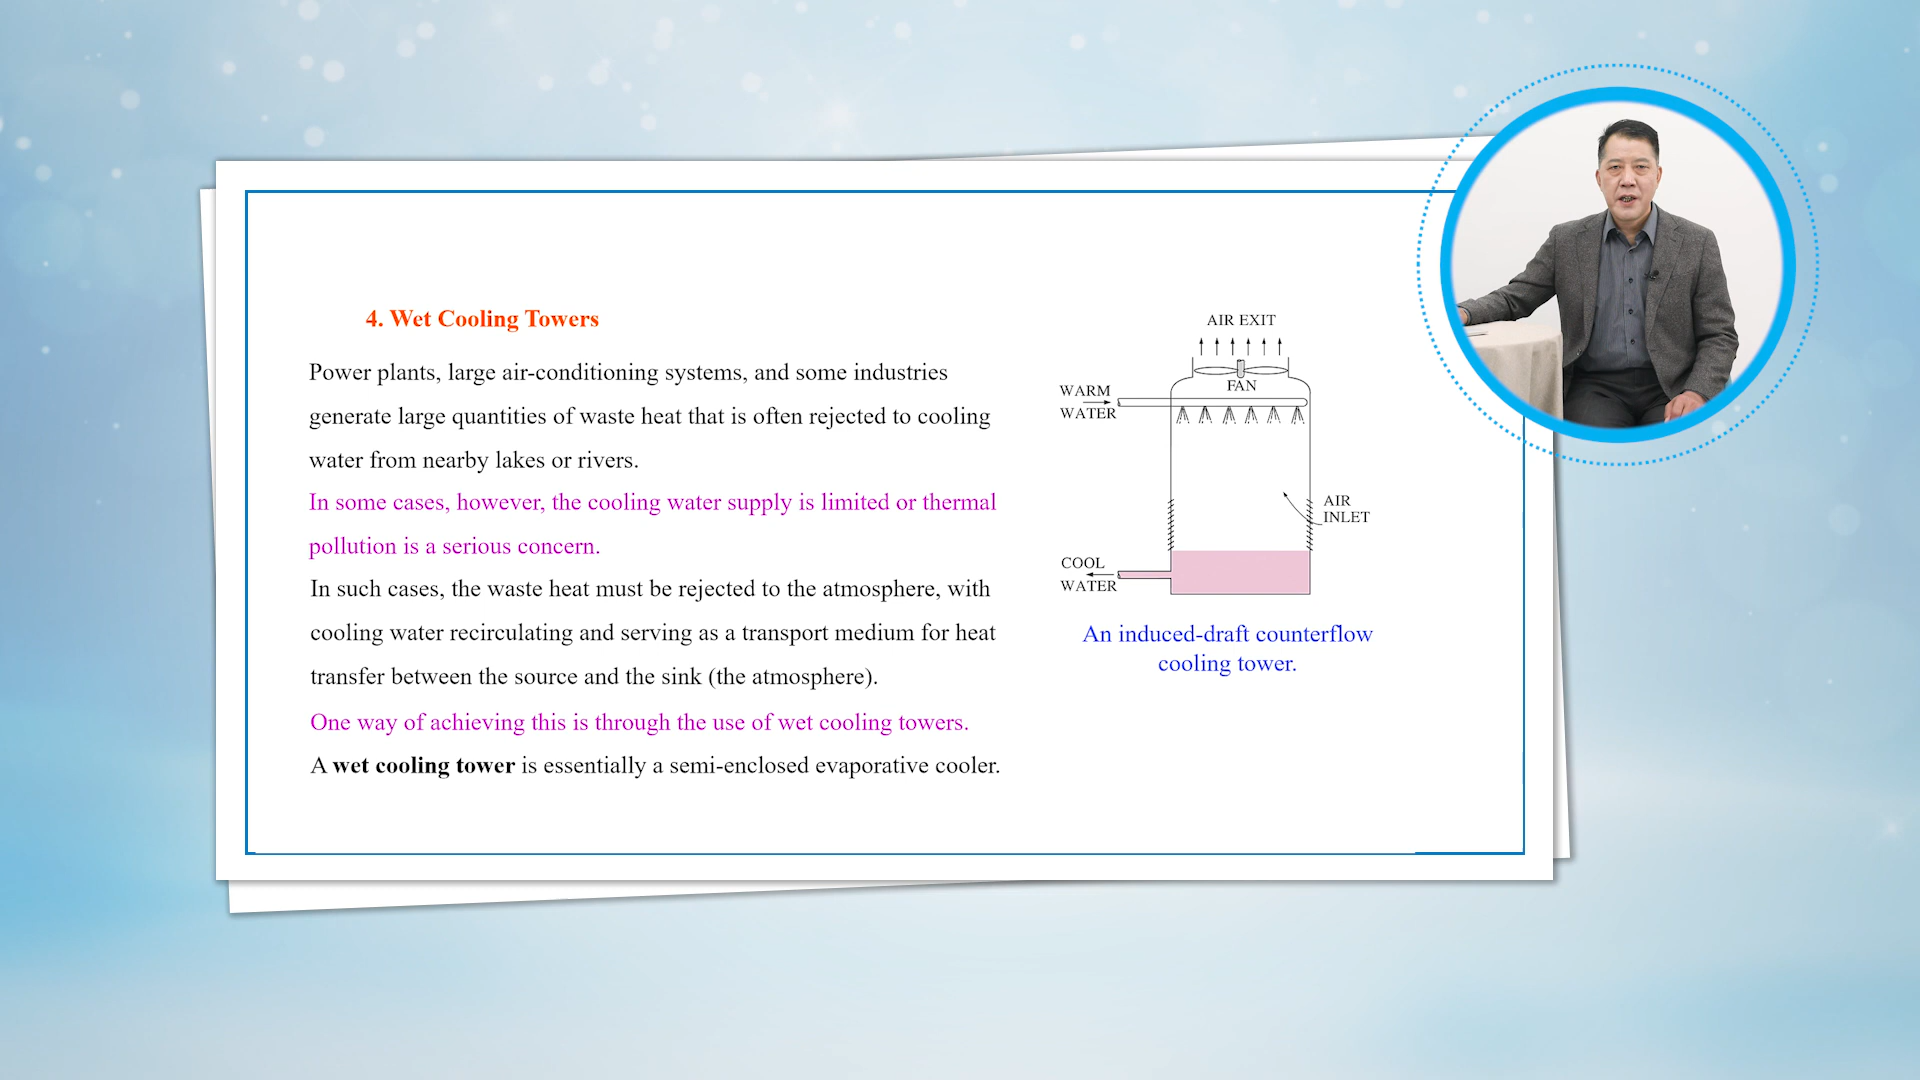 4. Wet Cooling Towers
Power plants, large air-conditioning systems, and some industries
generate large quantities of waste heat that is often rejected to cooling
water from nearby lakes or rivers.
In some cases, however, the cooling water supply is limited or thermal
pollution is a serious concern.
In such cases, the waste heat must be rejected to the atmosphere, with
cooling water recirculating and serving as a transport medium for heat
transfer between the source and the sink (the atmosphere).
One way of achieving this is through the use of wet cooling towers.
A wet cooling tower is essentially a semi-enclosed evaporative cooler.
AIR EXIT
FAN
WARM
WATER
AIR
INLET
COOL
WATER
An induced-draft counterflow
cooling tower.